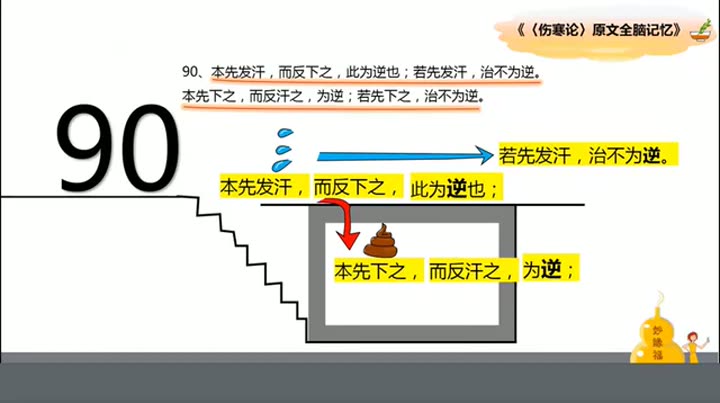 《〈伤寒论〉原文全脑记忆》
90、本先发汗，而反下之，此为逆也；若先发汗，治不为逆。
本先下之，而反汗之，为逆；若先下之，治不为逆。
90
若先发汗，治不为逆。
本先发汗，而反下之，此为逆也；
本先下之，而反汗之，为逆；
妙缘福